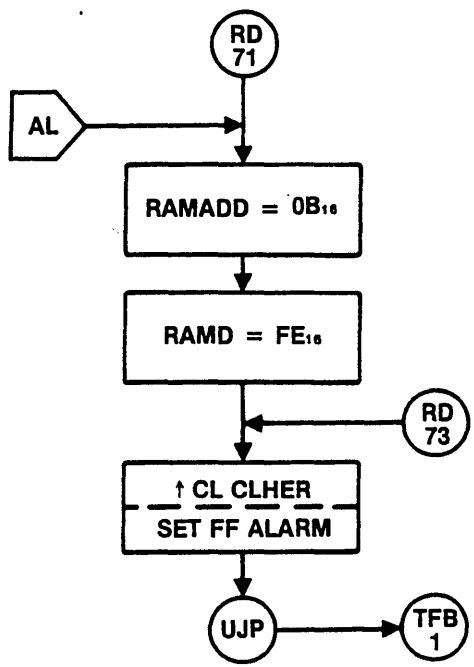 RD
71
AL
RAMADD = 0B₁₆
RAMD = FE₁₆
RD
73
↑ CL CLHER
SET FF ALARM
UJP
TFB
1